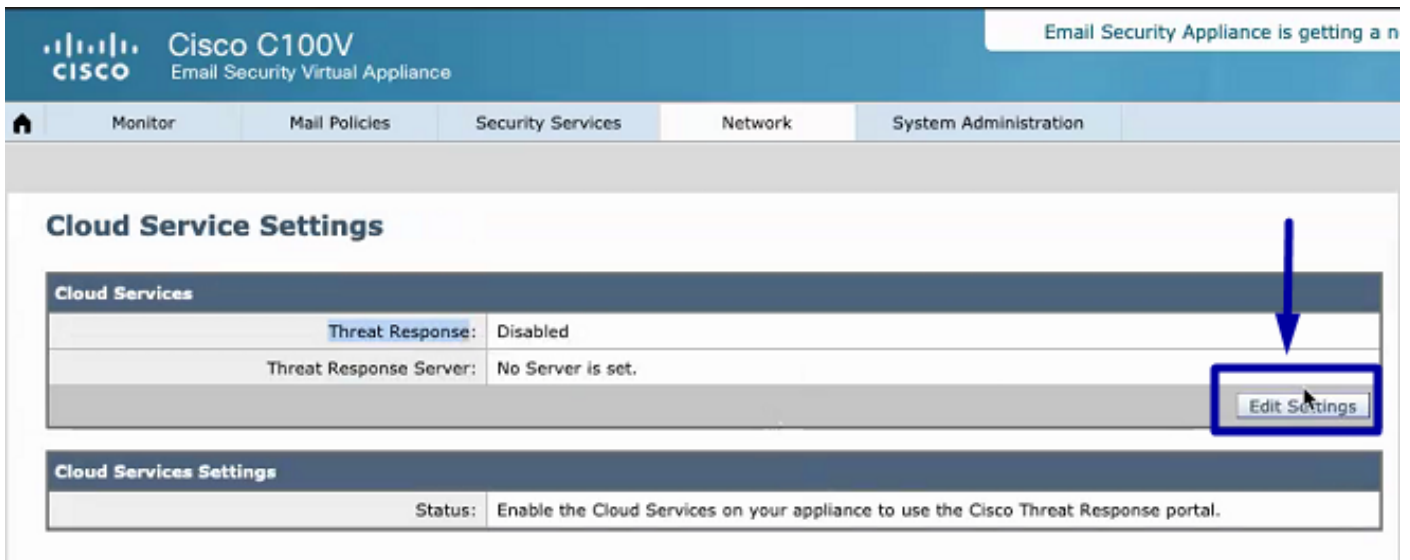 Cisco C100V
Email Security Appliance is getting a n
CISCO
Email Security Virtual Appliance
Monitor
Mail Policies
Security Services
Network
System Administration
Cloud Service Settings
Cloud Services
Threat Response: Disabled
Threat Response Server: No Server is set.
Edit Settings
Cloud Services Settings
Status: Enable the Cloud Services on your appliance to use the Cisco Threat Response portal.